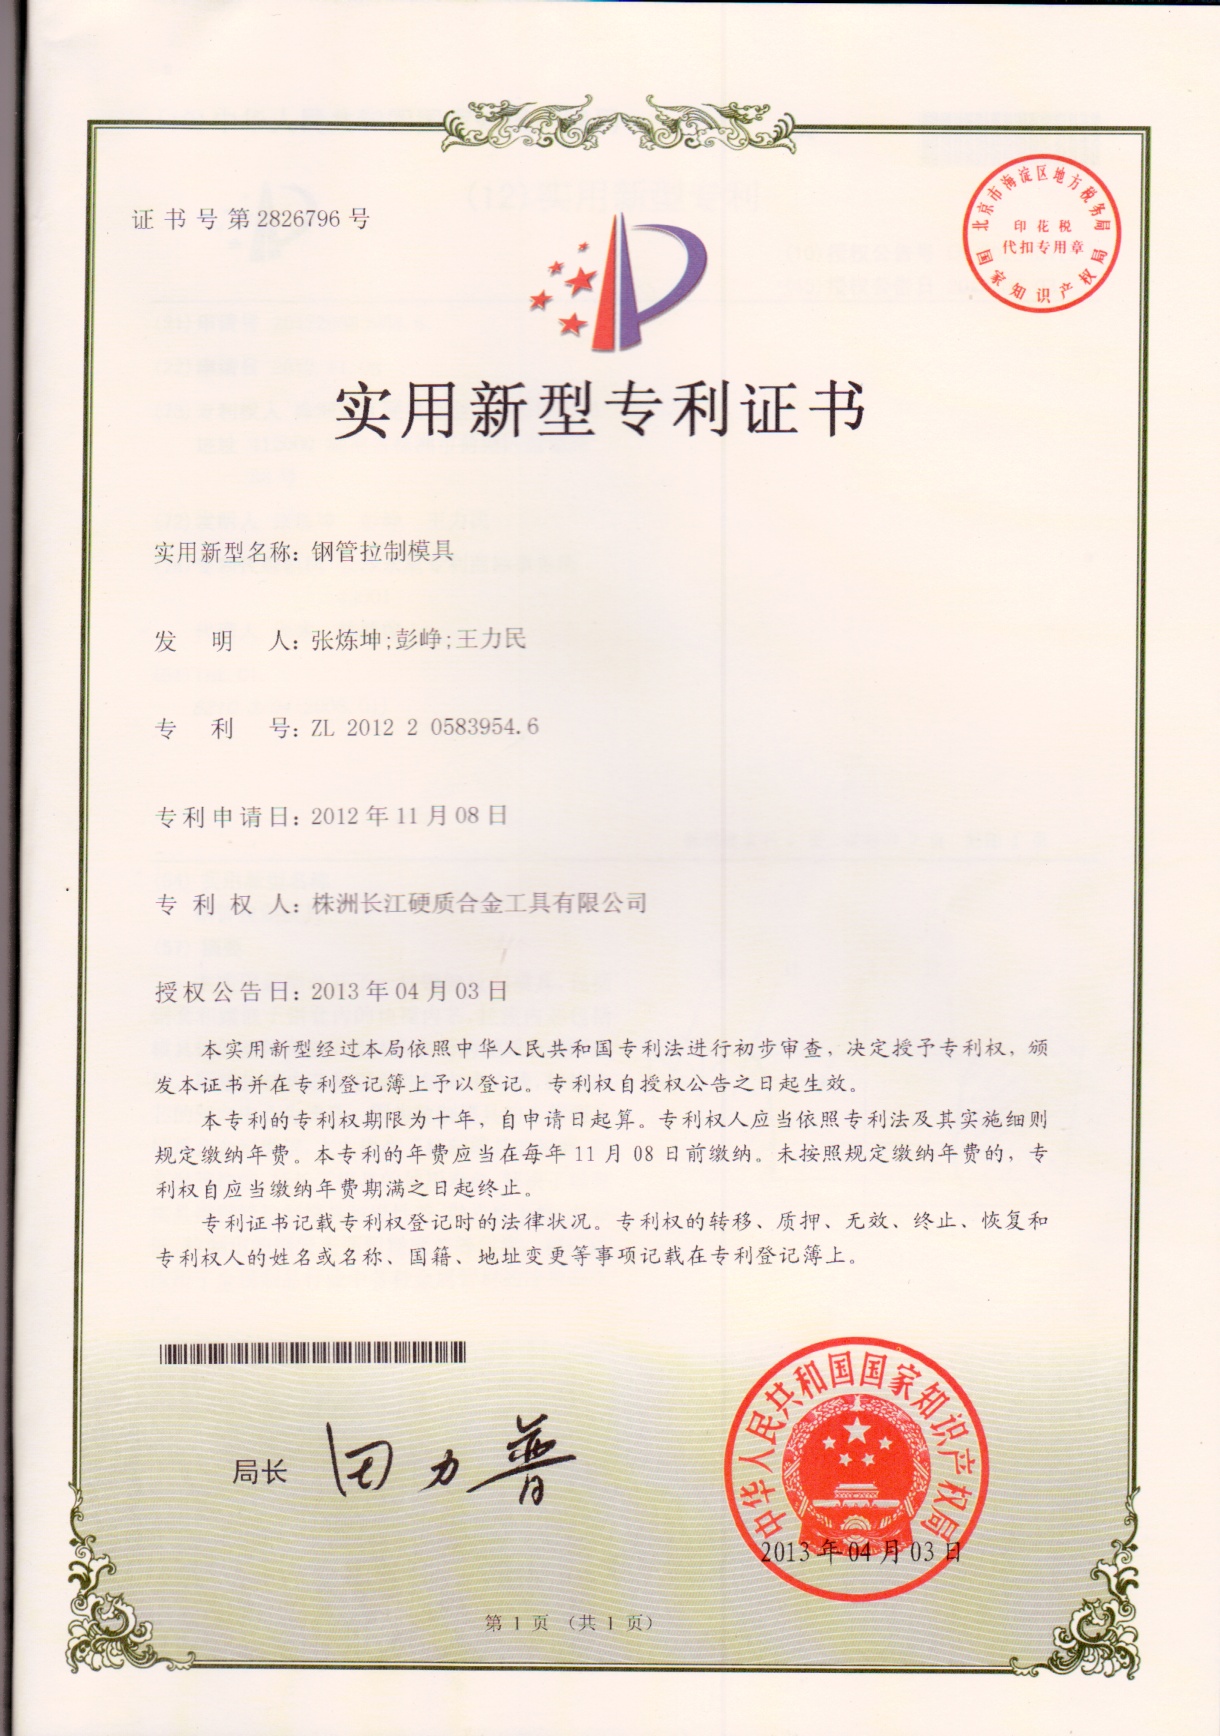 证书号第2826796号
北京市海淀区地方税务局
印花税
代扣专用章
国家知识产权局
实用新型专利证书
实用新型名称：钢管拉制模具
发明人：张炼坤;彭峥;王力民
专利号：ZL 2012 2 0583954.6
专利申请日：2012年11月08日
专利权人：株洲长江硬质合金工具有限公司
授权公告日：2013年04月03日
本实用新型经过本局依照中华人民共和国专利法进行初步审查，决定授予专利权，颁
发本证书并在专利登记簿上予以登记。专利权自授权公告之日起生效。
本专利的专利权期限为十年，自申请日起算。专利权人应当依照专利法及其实施细则
规定缴纳年费。本专利的年费应当在每年11月08日前缴纳。未按照规定缴纳年费的，专
利权自应当缴纳年费期满之日起终止。
专利证书记载专利权登记时的法律状况。专利权的转移、质押、无效、终止、恢复和
专利权人的姓名或名称、国籍、地址变更等事项记载在专利登记簿上。
局长 田力普
中华人民共和国国家知识产权局
2013年04月03日
第1页（共1页）